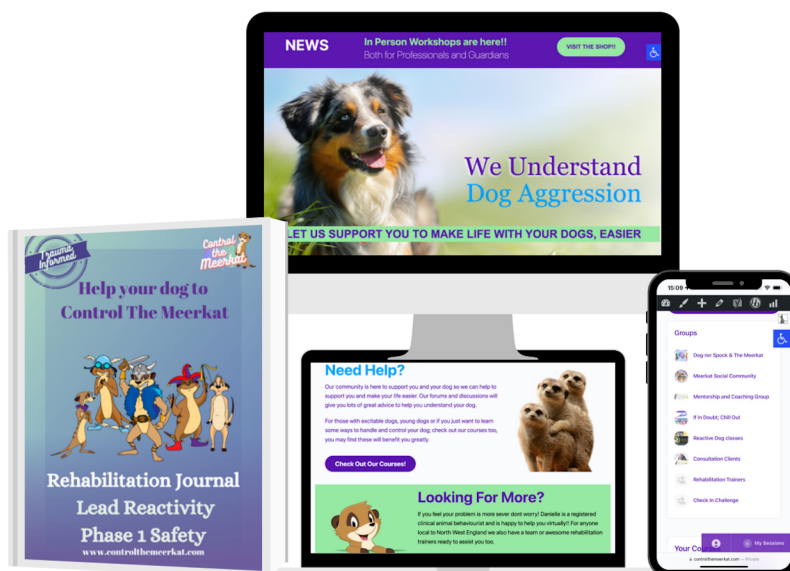 NEWS
In Person Workshops are here!!
Both for Professionals and Guardians
VISIT THE SHOP!!
We Understand
Dog Aggression
LET US SUPPORT YOU TO MAKE LIFE WITH YOUR DOGS, EASIER
Trauma
Informed
Control
the
Meerkat
Help your dog to
Control The Meerkat
Rehabilitation Journal
Lead Reactivity
Phase 1 Safety
www.controlthemeerkat.com
Need Help?
Our community is here to support you and your dog so we can help to
support you and make your life easier. Our forums and discussions will
give you lots of great advice to help you understand your dog.
For those with excitable dogs, young dogs or if you just want to learn
some ways to handle and control your dog; check out our courses too,
you may find these will benefit you greatly.
Check Out Our Courses!
Looking For More?
If you feel your problem is more sever dont worry! Danielle is a registered
clinical animal behaviourist and is happy to help you virtually!! For anyone
local to North West England we also have a team or awesome rehabilitation
trainers ready to assist you too.
15:09
Groups
Dog-tor Spock & The Meerkat
Meerkat Social Community
Mentorship and Coaching Group
If In Doubt; Chill Out
Reactive Dog classes
Consultation Clients
Rehabilitation Trainers
Check In Challenge
Your Co
My Sessions
controlthemeerkat.com — Private